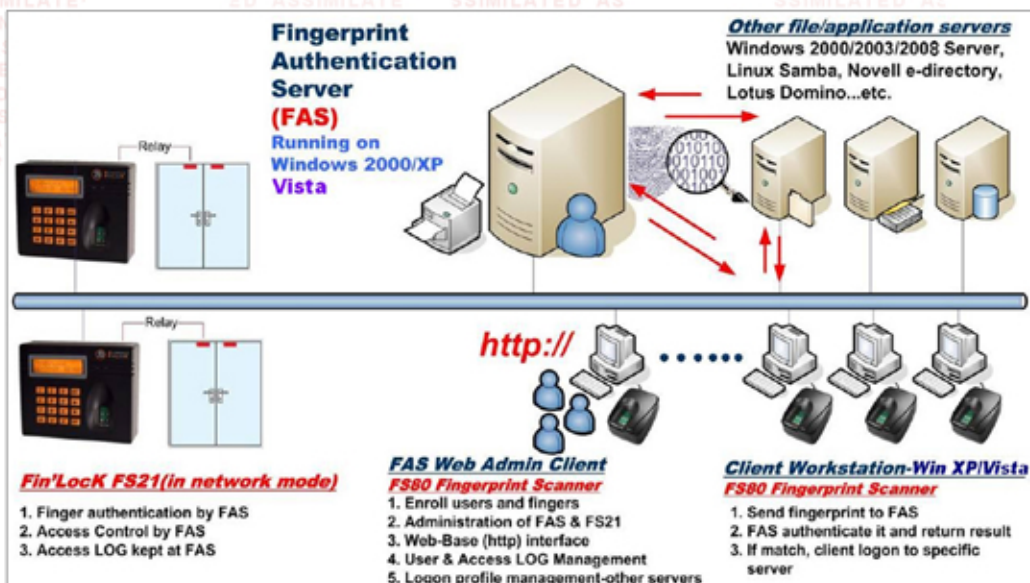 Fingerprint
Authentication
Server
(FAS)
Running on
Windows 2000/XP
Vista
Other file/application servers
Windows 2000/2003/2008 Server,
Linux Samba, Novell e-directory,
Lotus Domino...etc.
Relay
Relay
http://
Fin'LocK FS21(in network mode)
1. Finger authentication by FAS
2. Access Control by FAS
3. Access LOG kept at FAS
FAS Web Admin Client
FS80 Fingerprint Scanner
1. Enroll users and fingers
2. Administration of FAS & FS21
3. Web-Base (http) interface
4. User & Access LOG Management
5. Logon profile management-other servers
Client Workstation-Win XP/Vista
FS80 Fingerprint Scanner
1. Send fingerprint to FAS
2. FAS authenticate it and return result
3. If match, client logon to specific
server